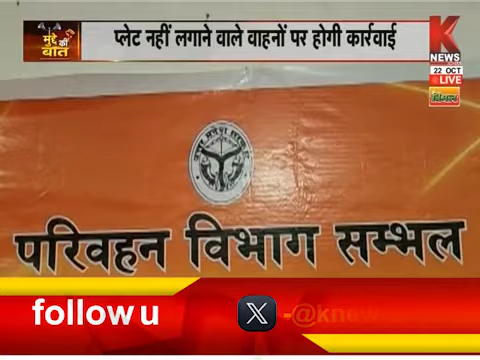 मुद्दे की बात
प्लेट नहीं लगाने वाले वाहनों पर होगी कार्रवाई
K
NEWS
22 OCT
LIVE
परिवहन विभाग सम्भल
follow u
X -@knew